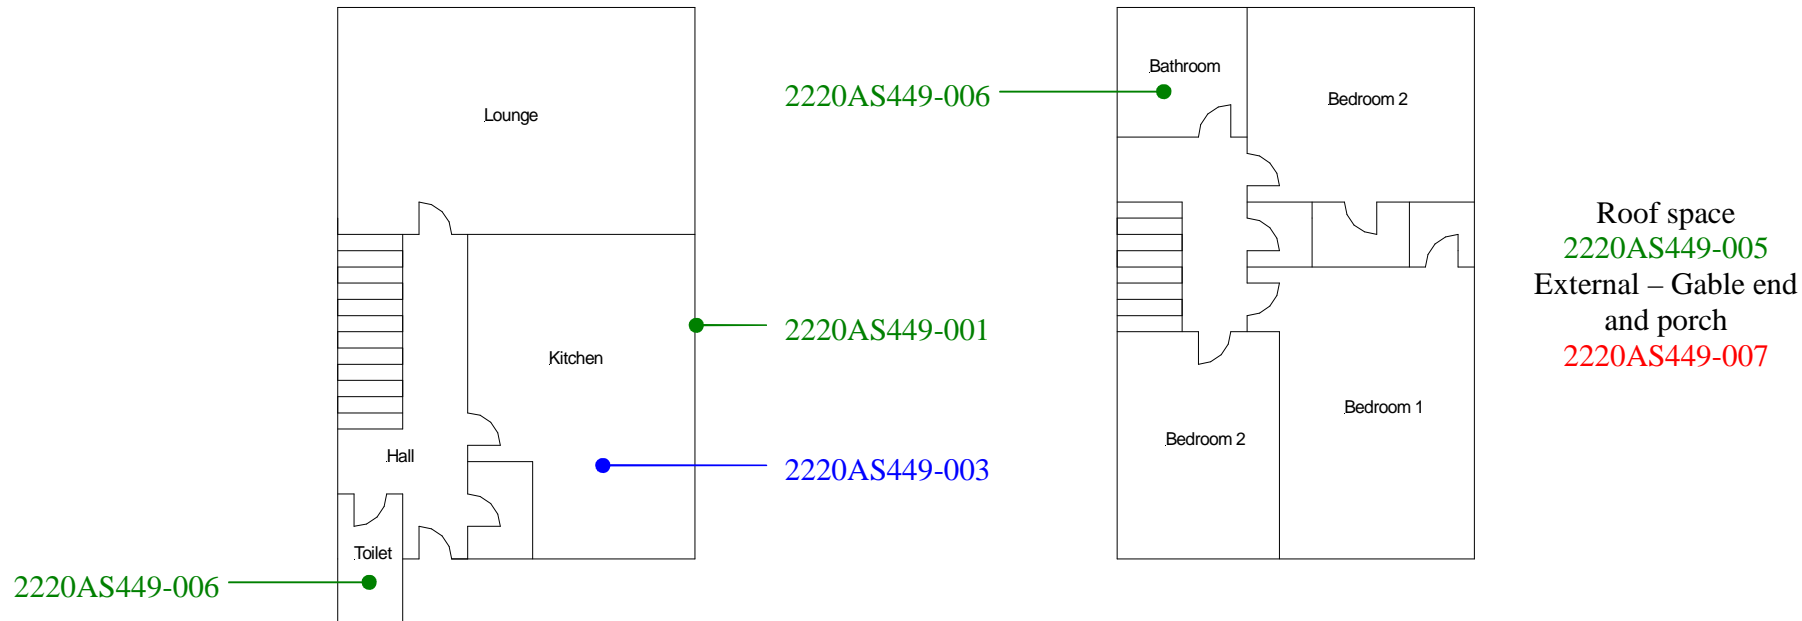 Lounge
Kitchen
Hall
Toilet
2220AS449-006
2220AS449-001
2220AS449-003
2220AS449-006
Bathroom
Bedroom 2
Bedroom 2
Bedroom 1
Roof space
2220AS449-005
External – Gable end
and porch
2220AS449-007